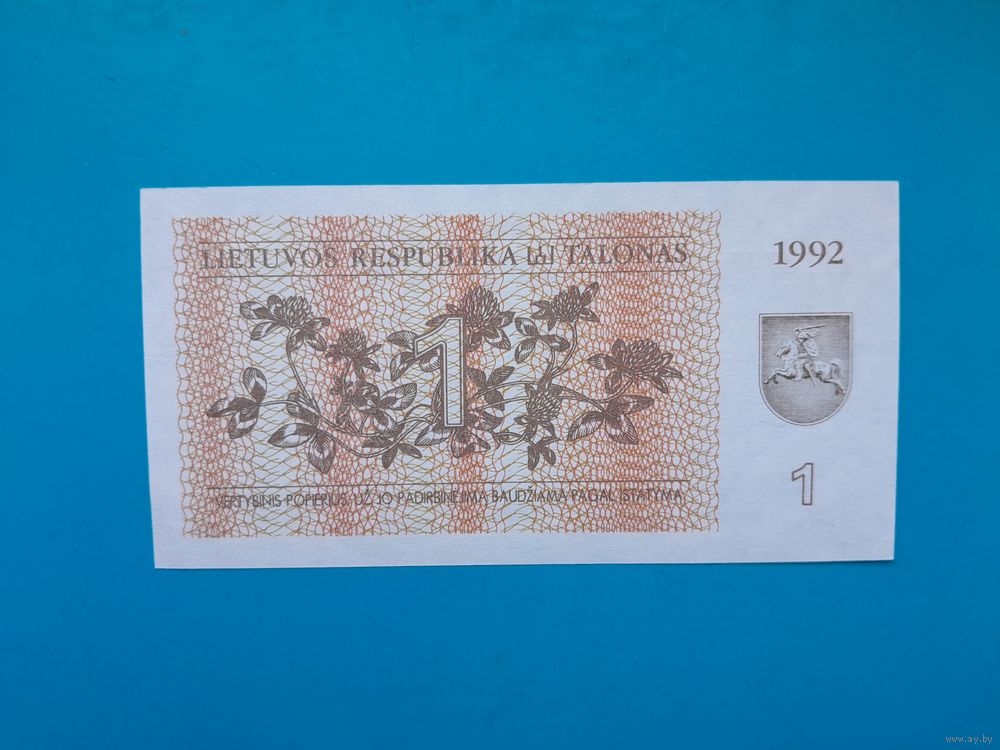 LIETUVOS RESPUBLIKA TALONAS
1992
1
VERTYBINIS POPIERIUS. UŽ JO PADIRBINĖJIMĄ BAUDŽIAMA PAGAL ĮSTATYMĄ
1
www.ay.by